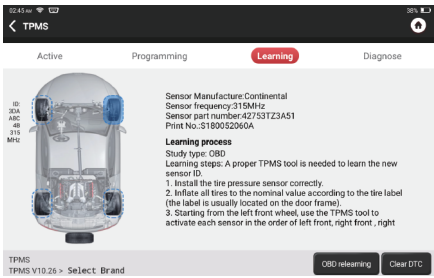 02:45 AM
38%
TPMS
Active
Programming
Learning
Diagnose
ID:
3DA
A8C
4B
315
MHz
Sensor Manufacture:Continental
Sensor frequency:315MHz
Sensor part number:42753TZ3A51
Print No.:S180052060A
Learning process
Study type: OBD
Learning steps: A proper TPMS tool is needed to learn the new
sensor ID.
1. Install the tire pressure sensor correctly.
2. Inflate all tires to the nominal value according to the tire label
(the label is usually located on the door frame).
3. Starting from the left front wheel, use the TPMS tool to
activate each sensor in the order of left front, right front , right
TPMS
TPMS V10.26 > Select Brand
OBD relearning
Clear DTC